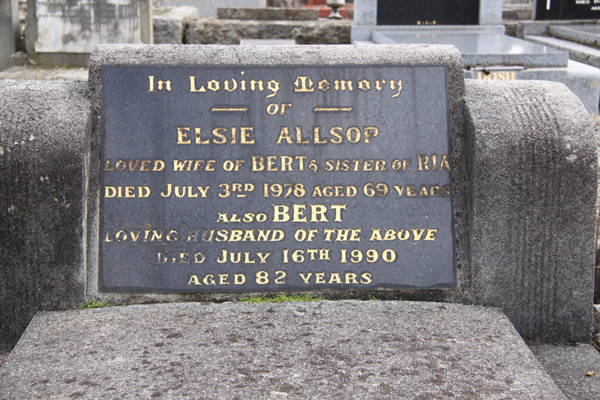 In Loving Memory
of
ELSIE ALLSOP
LOVED WIFE OF BERT & SISTER OF RIA
DIED JULY 3RD 1978 AGED 69 YEARS
ALSO BERT
LOVING HUSBAND OF THE ABOVE
DIED JULY 16TH 1990
AGED 82 YEARS